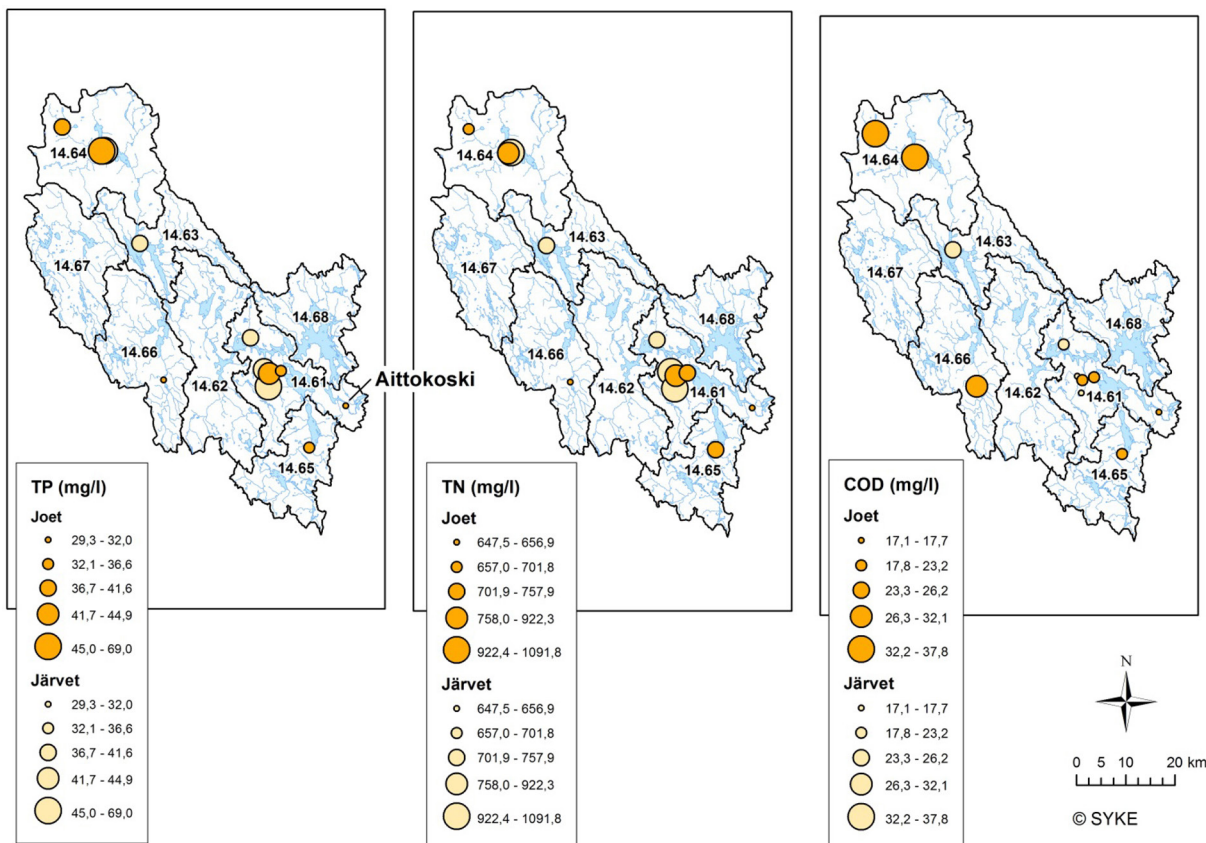 14.64
14.63
14.67
14.68
14.66
14.62
14.61
Aittokoski
14.65
TP (mg/l)
Joet
29,3 - 32,0
32,1 - 36,6
36,7 - 41,6
41,7 - 44,9
45,0 - 69,0
Järvet
29,3 - 32,0
32,1 - 36,6
36,7 - 41,6
41,7 - 44,9
45,0 - 69,0
14.64
14.63
14.67
14.68
14.66
14.62
14.61
14.65
TN (mg/l)
Joet
647,5 - 656,9
657,0 - 701,8
701,9 - 757,9
758,0 - 922,3
922,4 - 1091,8
Järvet
647,5 - 656,9
657,0 - 701,8
701,9 - 757,9
758,0 - 922,3
922,4 - 1091,8
14.64
14.63
14.67
14.68
14.66
14.62
14.61
14.65
COD (mg/l)
Joet
17,1 - 17,7
17,8 - 23,2
23,3 - 26,2
26,3 - 32,1
32,2 - 37,8
Järvet
17,1 - 17,7
17,8 - 23,2
23,3 - 26,2
26,3 - 32,1
32,2 - 37,8
N
0 5 10 20 km
© SYKE